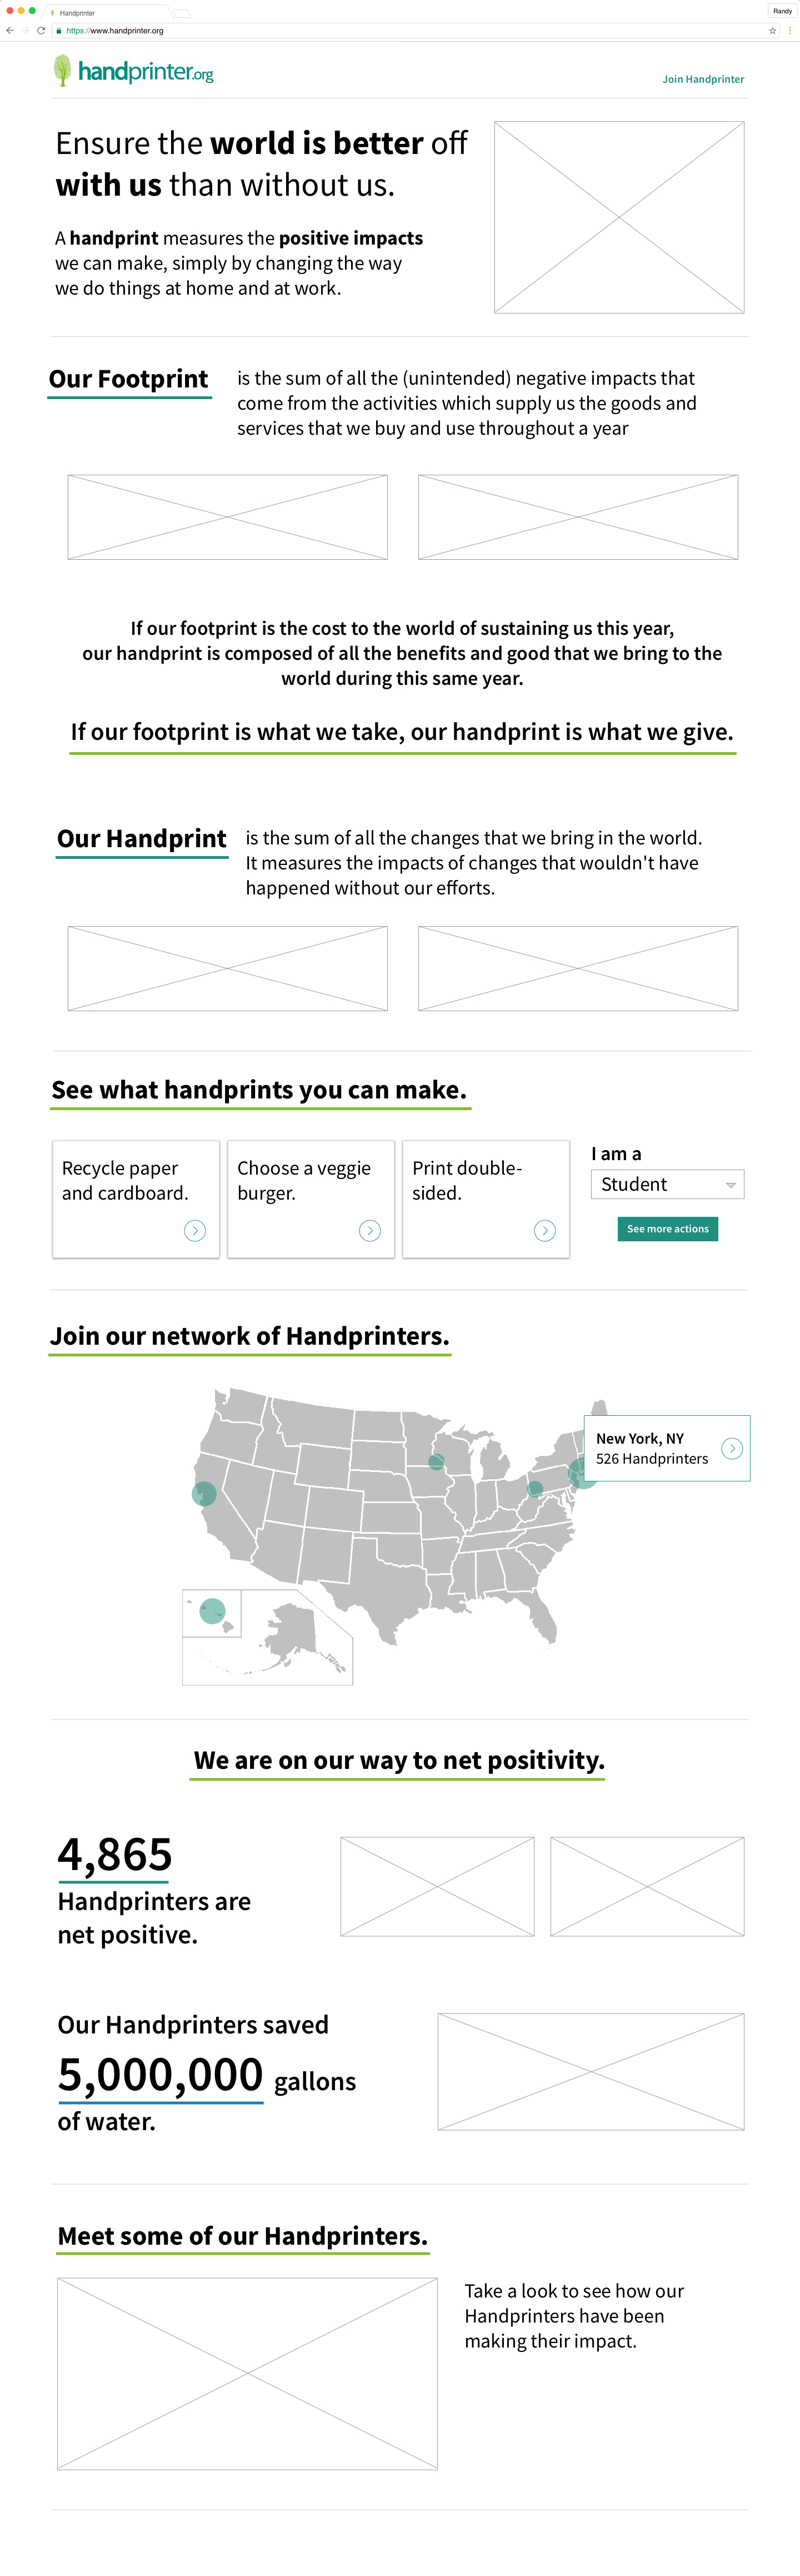 Handprinter
Randy
https://www.handprinter.org
handprinter.org
Join Handprinter
Ensure the world is better off
with us than without us.
A handprint measures the positive impacts
we can make, simply by changing the way
we do things at home and at work.
Our Footprint
is the sum of all the (unintended) negative impacts that
come from the activities which supply us the goods and
services that we buy and use throughout a year
If our footprint is the cost to the world of sustaining us this year,
our handprint is composed of all the benefits and good that we bring to the
world during this same year.
If our footprint is what we take, our handprint is what we give.
Our Handprint
is the sum of all the changes that we bring in the world.
It measures the impacts of changes that wouldn't have
happened without our efforts.
See what handprints you can make.
Recycle paper
and cardboard.
Choose a veggie
burger.
Print double-
sided.
I am a
Student
See more actions
Join our network of Handprinters.
New York, NY
526 Handprinters
We are on our way to net positivity.
4,865
Handprinters are
net positive.
Our Handprinters saved
5,000,000 gallons
of water.
Meet some of our Handprinters.
Take a look to see how our
Handprinters have been
making their impact.